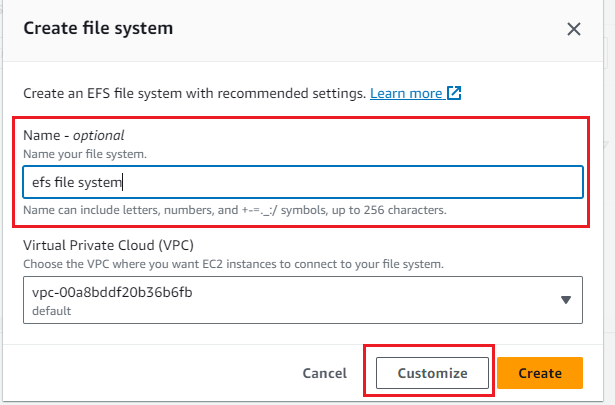 Create file system
Create an EFS file system with recommended settings. Learn more
Name - optional
Name your file system.
efs file system
Name can include letters, numbers, and +-=._:/ symbols, up to 256 characters.
Virtual Private Cloud (VPC)
Choose the VPC where you want EC2 instances to connect to your file system.
vpc-00a8bddf20b36b6fb
default
Cancel Customize Create